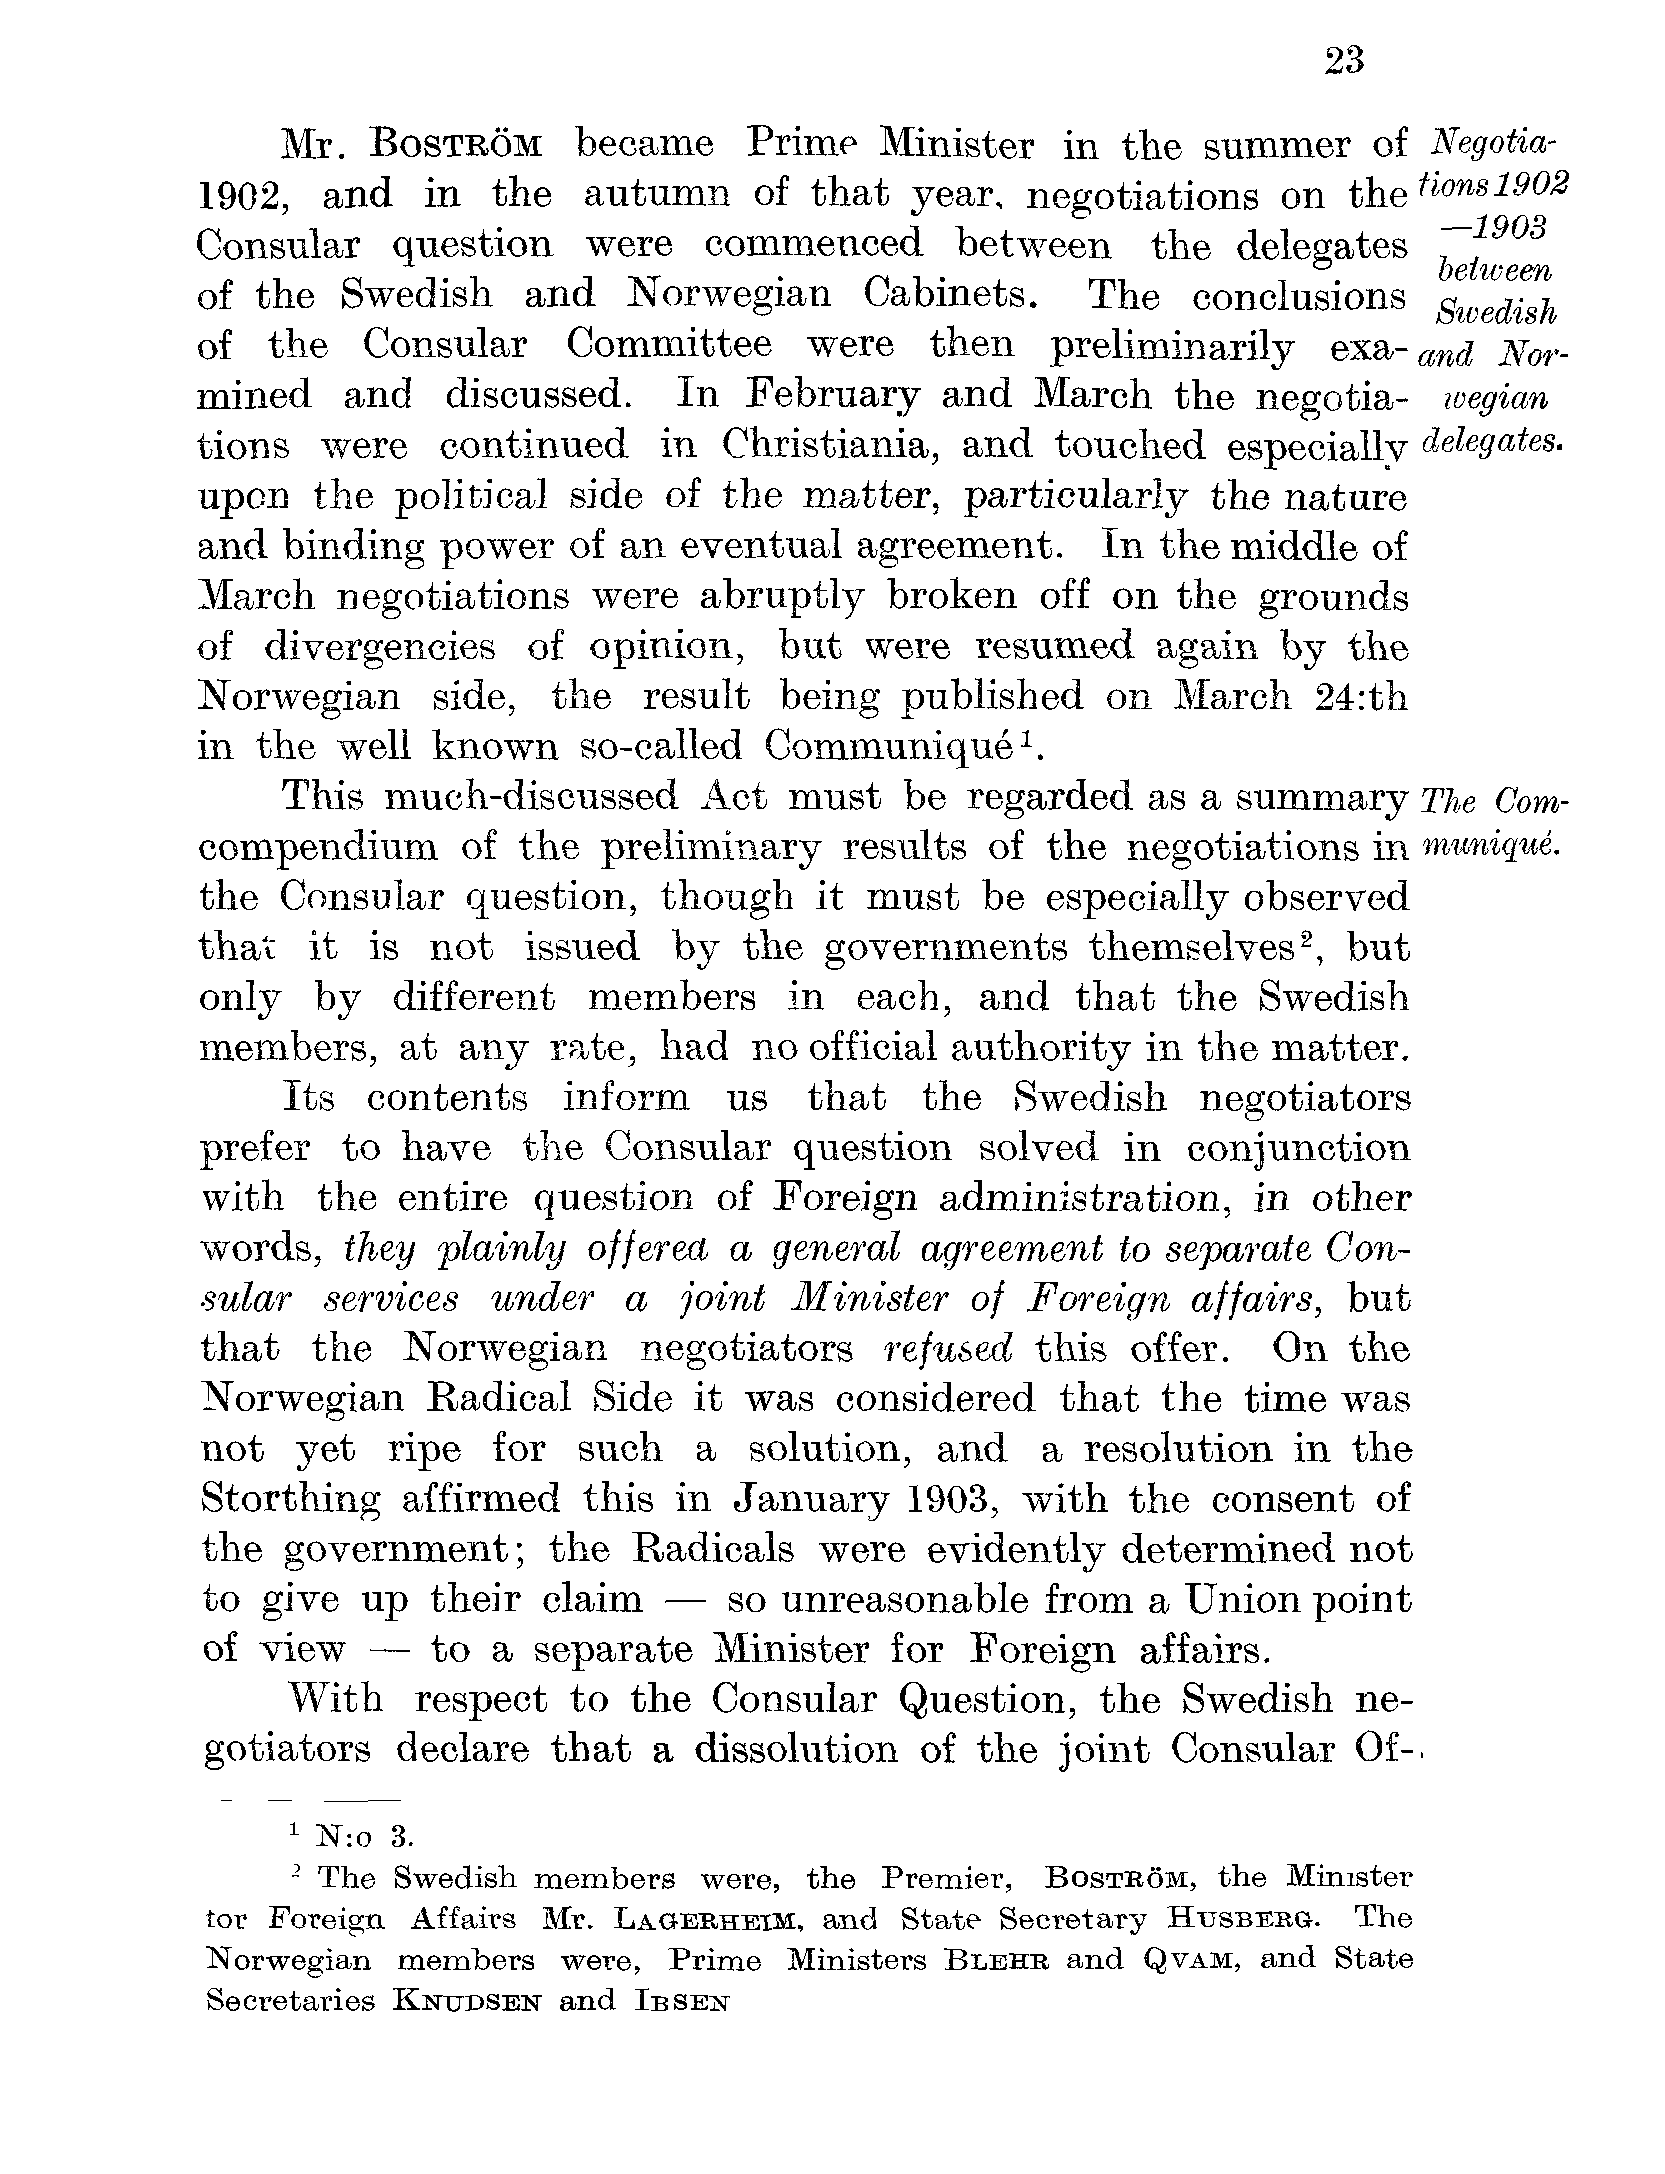 23
Mr. BOSTRÖM became Prime Minister in the summer of
1902, and in the autumn of that year, negotiations on the
Consular question were commenced between the delegates
of the Swedish and Norwegian Cabinets. The conclusions
of the Consular Committee were then preliminarily exa-
mined and discussed. In February and March the negotia-
tions were continued in Christiania, and touched especially
upon the political side of the matter, particularly the nature
and binding power of an eventual agreement. In the middle of
March negotiations were abruptly broken off on the grounds
of divergencies of opinion, but were resumed again by the
Norwegian side, the result being published on March 24:th
in the well known so-called Communiqué¹.
Negotia-
tions 1902
—1903
between
Swedish
and Nor-
wegian
delegates.
This much-discussed Act must be regarded as a summary
compendium of the preliminary results of the negotiations in
the Consular question, though it must be especially observed
that it is not issued by the governments themselves², but
only by different members in each, and that the Swedish
members, at any rate, had no official authority in the matter.
The Com-
muniqué.
Its contents inform us that the Swedish negotiators
prefer to have the Consular question solved in conjunction
with the entire question of Foreign administration, in other
words, they plainly offered a general agreement to separate Con-
sular services under a joint Minister of Foreign affairs, but
that the Norwegian negotiators refused this offer. On the
Norwegian Radical Side it was considered that the time was
not yet ripe for such a solution, and a resolution in the
Storthing affirmed this in January 1903, with the consent of
the government; the Radicals were evidently determined not
to give up their claim — so unreasonable from a Union point
of view — to a separate Minister for Foreign affairs.
With respect to the Consular Question, the Swedish ne-
gotiators declare that a dissolution of the joint Consular Of-
¹ N:o 3.
² The Swedish members were, the Premier, BOSTRÖM, the Minister
for Foreign Affairs Mr. LAGERHEIM, and State Secretary HUSBERG. The
Norwegian members were, Prime Ministers BLEHR and QVAM, and State
Secretaries KNUDSEN and IBSEN